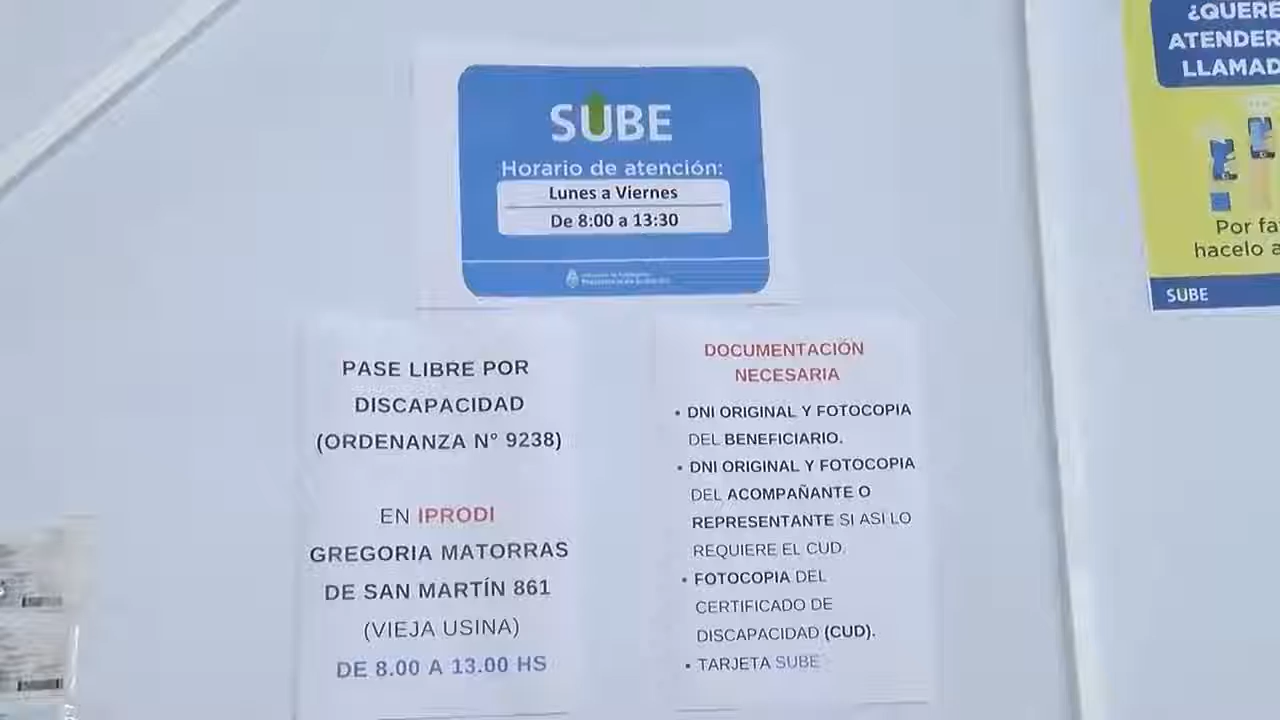 SUBE
Horario de atención:
Lunes a Viernes
De 8:00 a 13:30
PASE LIBRE POR
DISCAPACIDAD
(ORDENANZA N° 9238)
EN IPRODI
GREGORIA MATORRAS
DE SAN MARTÍN 861
(VIEJA USINA)
DE 8.00 A 13.00 HS
DOCUMENTACIÓN
NECESARIA
• DNI ORIGINAL Y FOTOCOPIA
DEL BENEFICIARIO.
• DNI ORIGINAL Y FOTOCOPIA
DEL ACOMPAÑANTE O
REPRESENTANTE SI ASI LO
REQUIERE EL CUD.
• FOTOCOPIA DEL
CERTIFICADO DE
DISCAPACIDAD (CUD).
• TARJETA SUBE
¿QUERE
ATENDER
LLAMAD
Por fa
hacelo a
SUBE